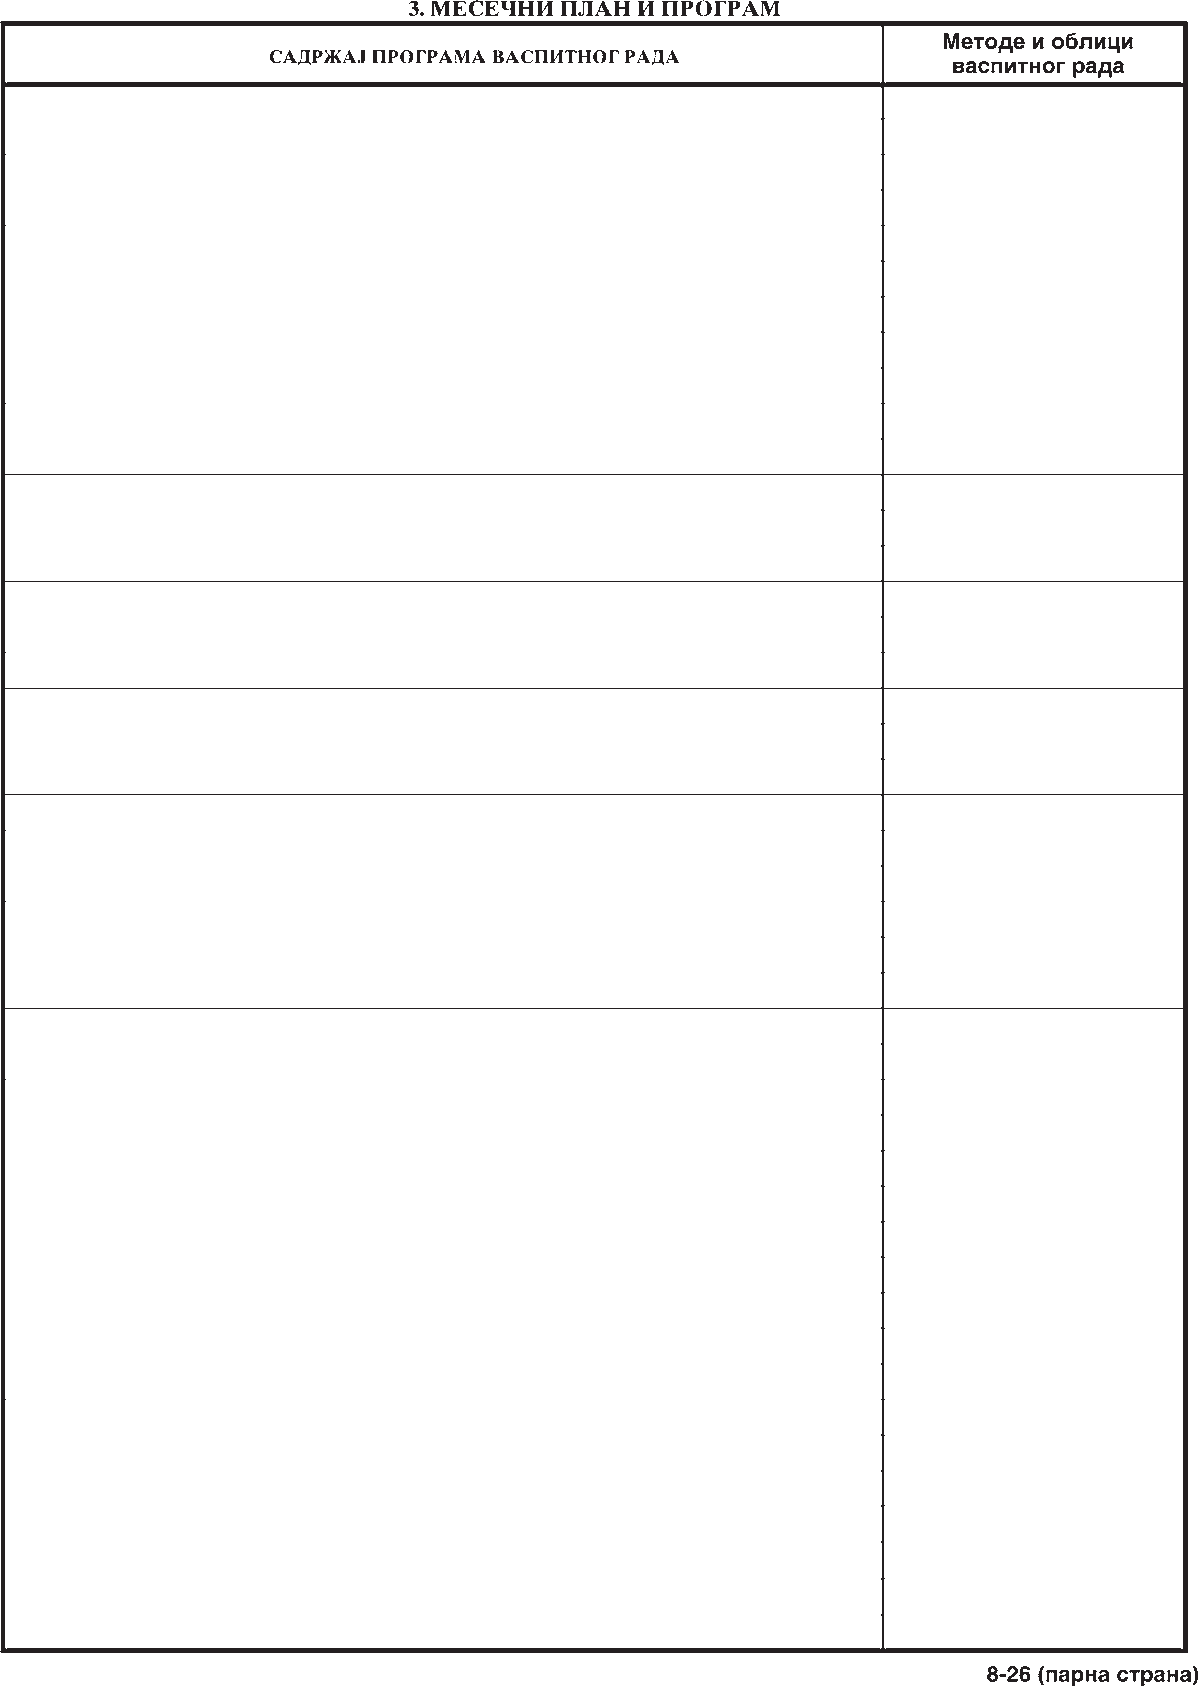 3. МЕСЕЧНИ ПЛАН И ПРОГРАМ
САДРЖАЈ ПРОГРАМА ВАСПИТНОГ РАДА
Методе и облици
васпитног рада
8-26 (парна страна)